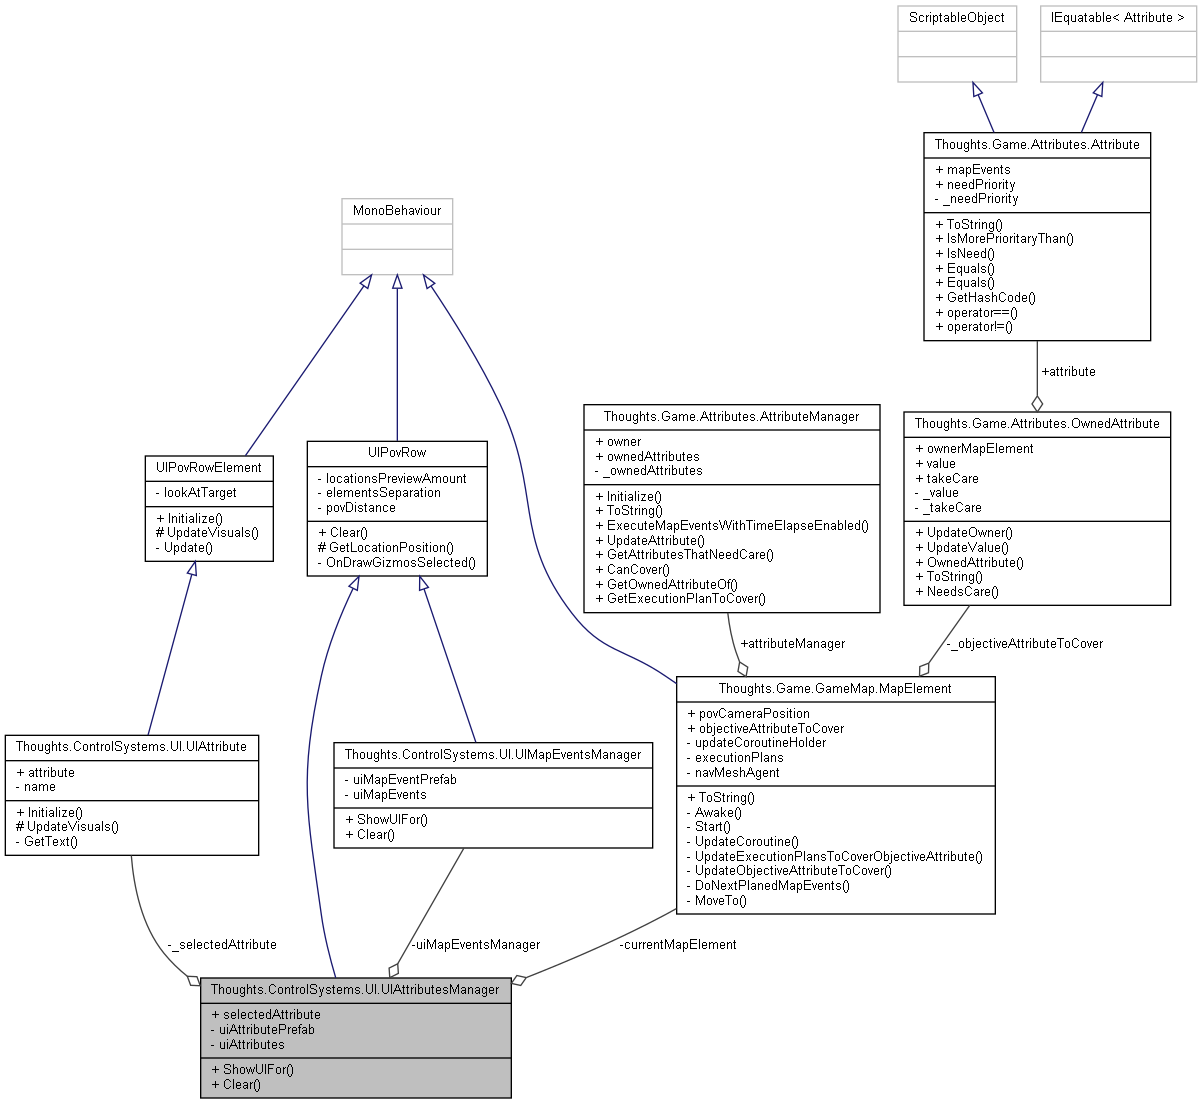 ScriptableObject
IEquatable< Attribute >
Thoughts.Game.Attributes.Attribute
+ mapEvents
+ needPriority
- _needPriority
+ ToString()
+ IsMorePrioritaryThan()
+ IsNeed()
+ Equals()
+ Equals()
+ GetHashCode()
+ operator==()
+ operator!=()
MonoBehaviour
+attribute
Thoughts.Game.Attributes.AttributeManager
+ owner
+ ownedAttributes
- _ownedAttributes
+ Initialize()
+ ToString()
+ ExecuteMapEventsWithTimeElapseEnabled()
+ UpdateAttribute()
+ GetAttributesThatNeedCare()
+ CanCover()
+ GetOwnedAttributeOf()
+ GetExecutionPlanToCover()
Thoughts.Game.Attributes.OwnedAttribute
+ ownerMapElement
+ value
+ takeCare
- _value
- _takeCare
+ UpdateOwner()
+ UpdateValue()
+ OwnedAttribute()
+ ToString()
+ NeedsCare()
UIPovRowElement
- lookAtTarget
+ Initialize()
# UpdateVisuals()
- Update()
UIPovRow
- locationsPreviewAmount
- elementsSeparation
- povDistance
+ Clear()
# GetLocationPosition()
- OnDrawGizmosSelected()
+attributeManager
-_objectiveAttributeToCover
Thoughts.Game.GameMap.MapElement
+ povCameraPosition
+ objectiveAttributeToCover
- updateCoroutineHolder
- executionPlans
- navMeshAgent
+ ToString()
- Awake()
- Start()
- UpdateCoroutine()
- UpdateExecutionPlansToCoverObjectiveAttribute()
- UpdateObjectiveAttributeToCover()
- DoNextPlanedMapEvents()
- MoveTo()
Thoughts.ControlSystems.UI.UIAttribute
+ attribute
- name
+ Initialize()
# UpdateVisuals()
- GetText()
Thoughts.ControlSystems.UI.UIMapEventsManager
- uiMapEventPrefab
- uiMapEvents
+ ShowUIFor()
+ Clear()
-_selectedAttribute
-uiMapEventsManager
-currentMapElement
Thoughts.ControlSystems.UI.UIAttributesManager
+ selectedAttribute
- uiAttributePrefab
- uiAttributes
+ ShowUIFor()
+ Clear()